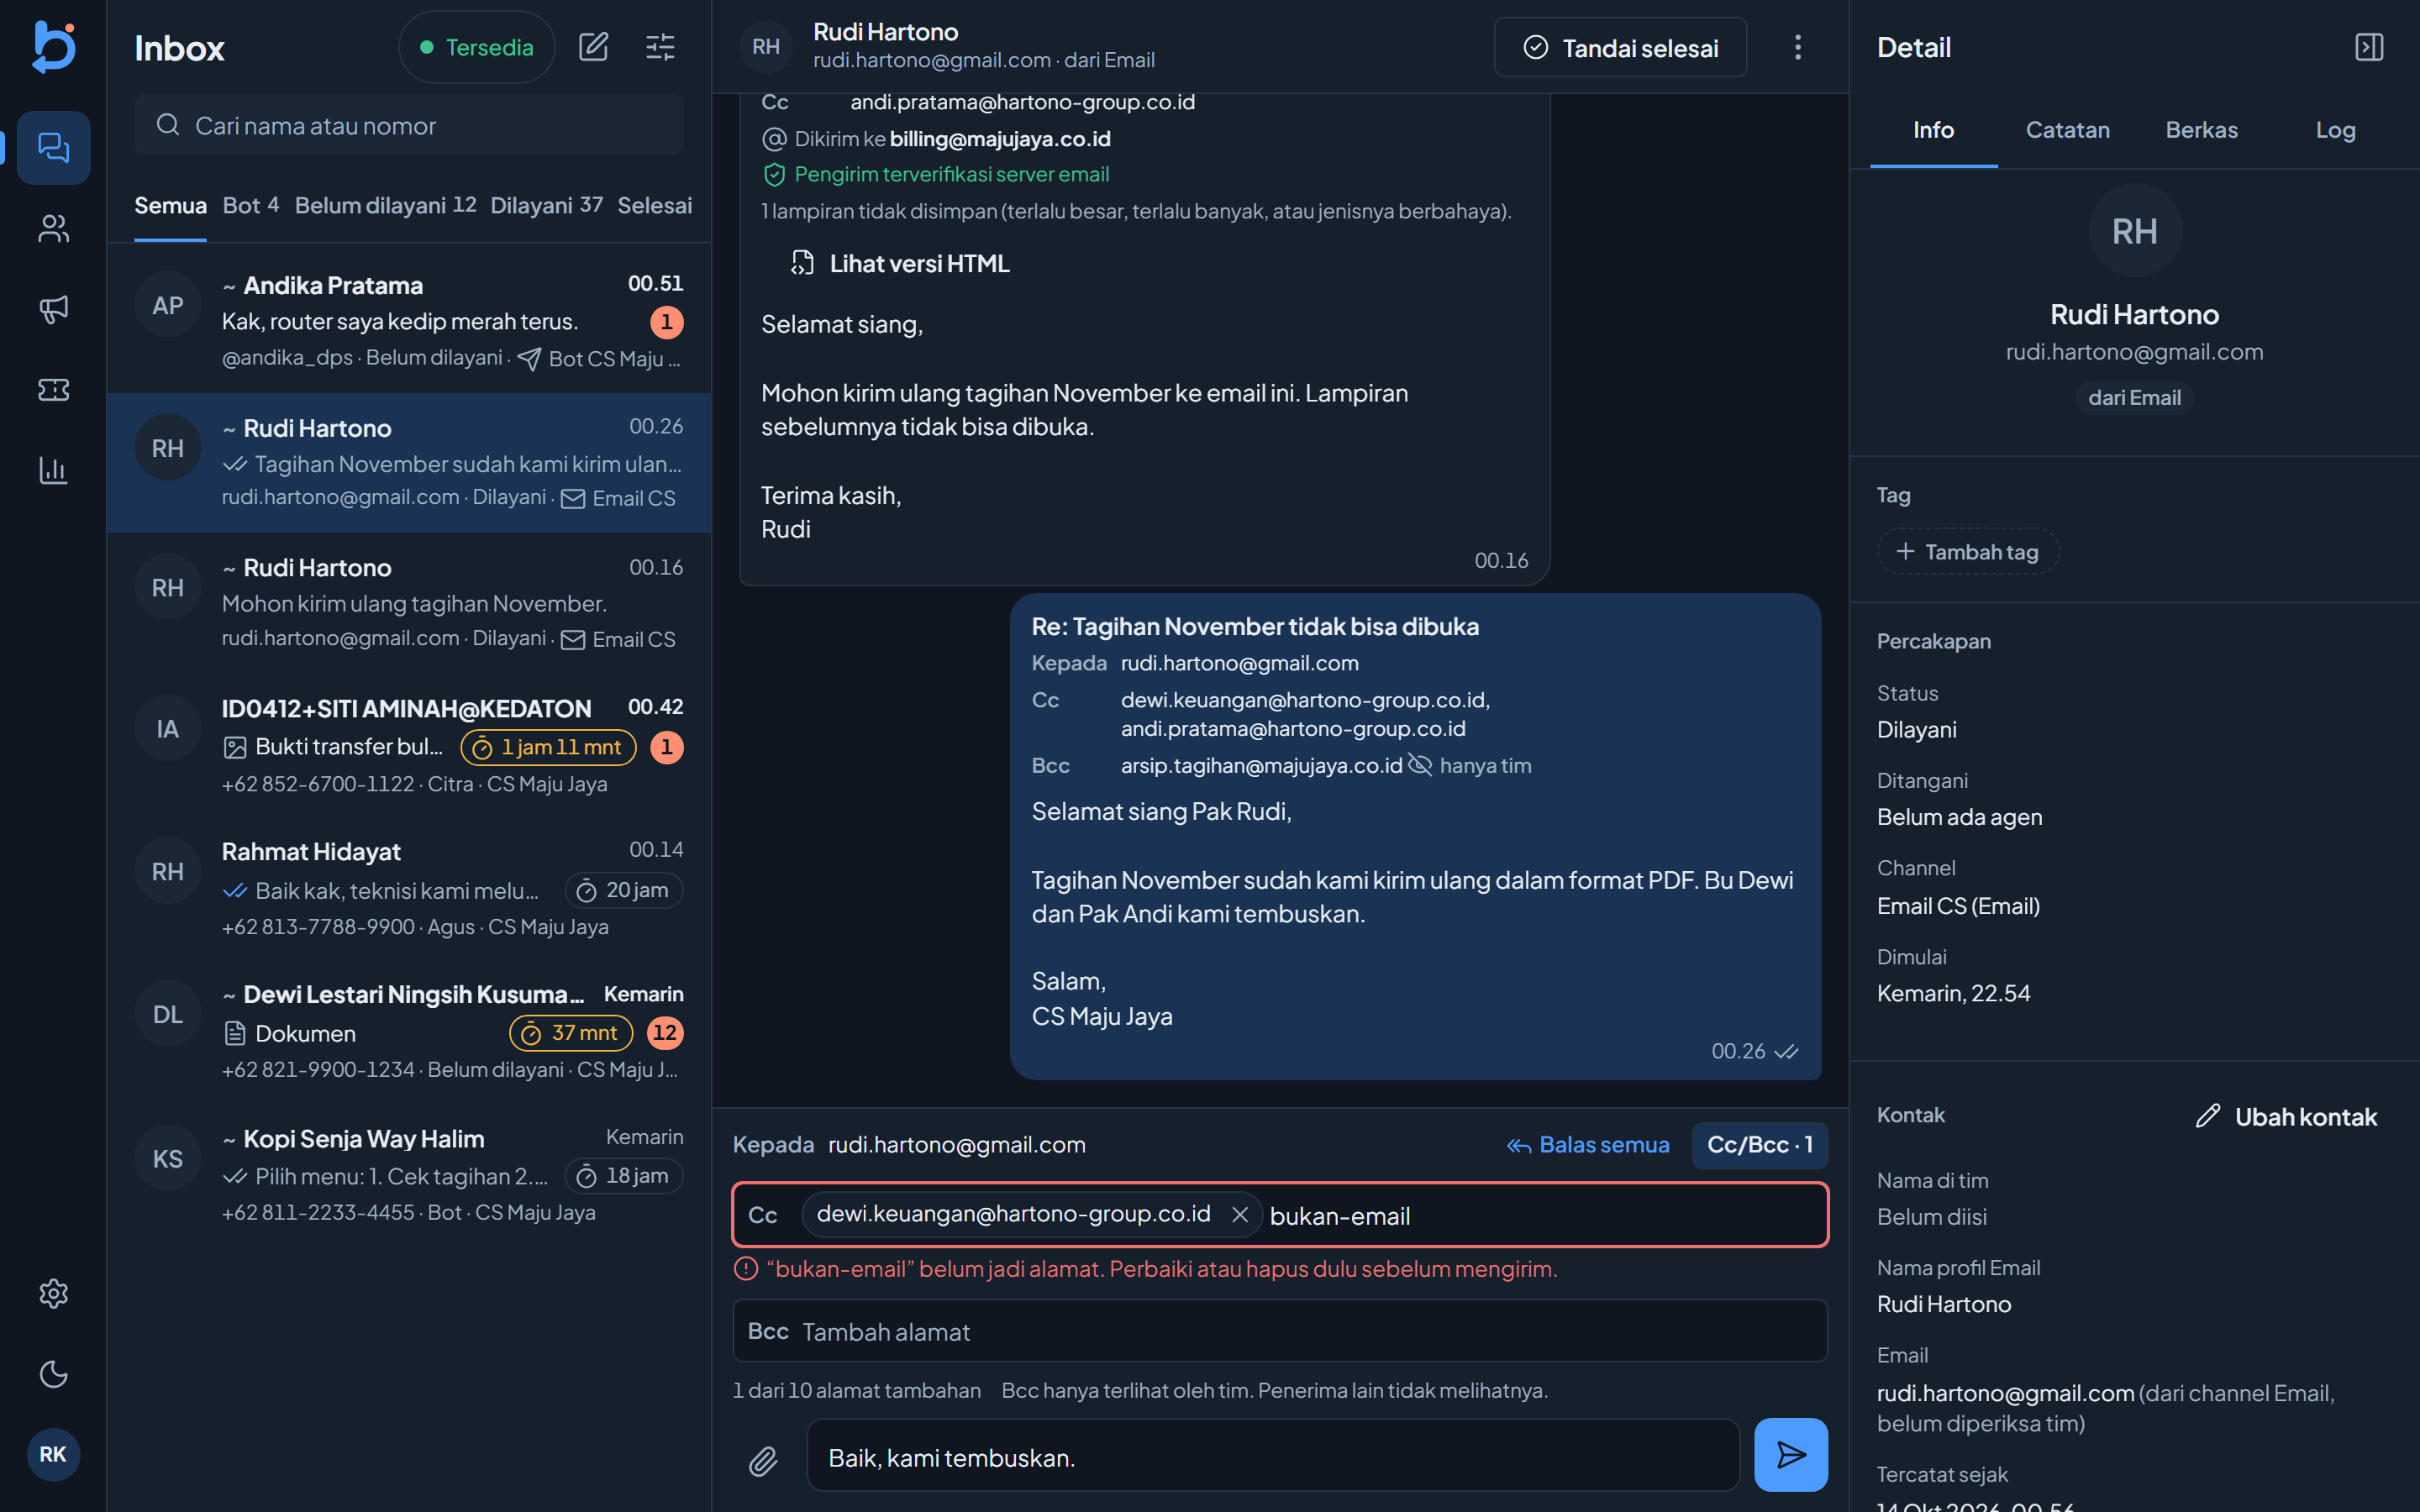 Inbox
Tersedia
Cari nama atau nomor
Semua Bot 4 Belum dilayani 12 Dilayani 37 Selesai
AP
~ Andika Pratama 00.51
Kak, router saya kedip merah terus. 1
@andika_dps · Belum dilayani · Bot CS Maju ...
RH
~ Rudi Hartono 00.26
Tagihan November sudah kami kirim ulan...
rudi.hartono@gmail.com · Dilayani · Email CS
RH
~ Rudi Hartono 00.16
Mohon kirim ulang tagihan November.
rudi.hartono@gmail.com · Dilayani · Email CS
IA
ID0412+SITI AMINAH@KEDATON 00.42
Bukti transfer bul... 1 jam 11 mnt 1
+62 852-6700-1122 · Citra · CS Maju Jaya
RH
Rahmat Hidayat 00.14
Baik kak, teknisi kami melu... 20 jam
+62 813-7788-9900 · Agus · CS Maju Jaya
DL
~ Dewi Lestari Ningsih Kusuma... Kemarin
Dokumen 37 mnt 12
+62 821-9900-1234 · Belum dilayani · CS Maju J...
KS
~ Kopi Senja Way Halim Kemarin
Pilih menu: 1. Cek tagihan 2.... 18 jam
+62 811-2233-4455 · Bot · CS Maju Jaya
RK
RH
Rudi Hartono
rudi.hartono@gmail.com · dari Email
Tandai selesai
Cc andi.pratama@hartono-group.co.id
Dikirim ke billing@majujaya.co.id
Pengirim terverifikasi server email
1 lampiran tidak disimpan (terlalu besar, terlalu banyak, atau jenisnya berbahaya).
Lihat versi HTML
Selamat siang,
Mohon kirim ulang tagihan November ke email ini. Lampiran
sebelumnya tidak bisa dibuka.
Terima kasih,
Rudi
00.16
Re: Tagihan November tidak bisa dibuka
Kepada rudi.hartono@gmail.com
Cc dewi.keuangan@hartono-group.co.id,
andi.pratama@hartono-group.co.id
Bcc arsip.tagihan@majujaya.co.id hanya tim
Selamat siang Pak Rudi,
Tagihan November sudah kami kirim ulang dalam format PDF. Bu Dewi
dan Pak Andi kami tembuskan.
Salam,
CS Maju Jaya
00.26
Kepada rudi.hartono@gmail.com Balas semua Cc/Bcc · 1
Cc dewi.keuangan@hartono-group.co.id bukan-email
“bukan-email” belum jadi alamat. Perbaiki atau hapus dulu sebelum mengirim.
Bcc Tambah alamat
1 dari 10 alamat tambahan Bcc hanya terlihat oleh tim. Penerima lain tidak melihatnya.
Baik, kami tembuskan.
Detail
Info Catatan Berkas Log
RH
Rudi Hartono
rudi.hartono@gmail.com
dari Email
Tag
+ Tambah tag
Percakapan
Status
Dilayani
Ditangani
Belum ada agen
Channel
Email CS (Email)
Dimulai
Kemarin, 22.54
Kontak Ubah kontak
Nama di tim
Belum diisi
Nama profil Email
Rudi Hartono
Email
rudi.hartono@gmail.com (dari channel Email,
belum diperiksa tim)
Tercatat sejak
14 Okt 2026, 00.56